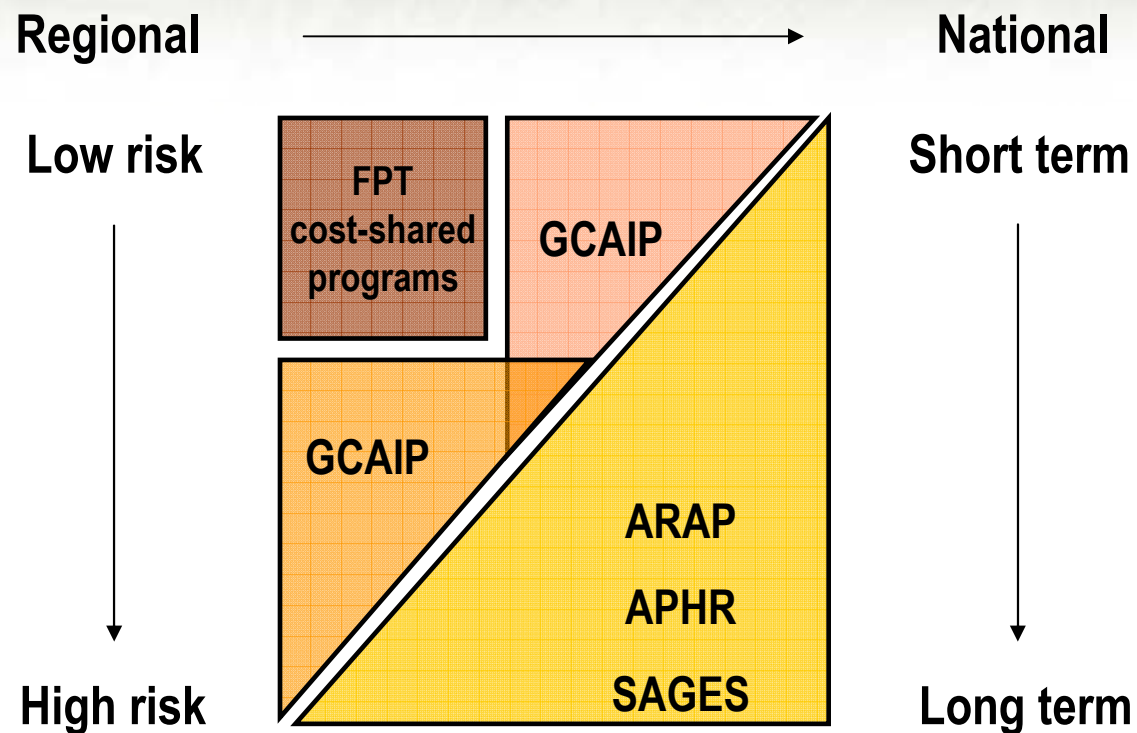 Regional
National
Low risk
Short term
FPT
cost-shared
programs
GCAIP
GCAIP
ARAP
APHR
SAGES
High risk
Long term